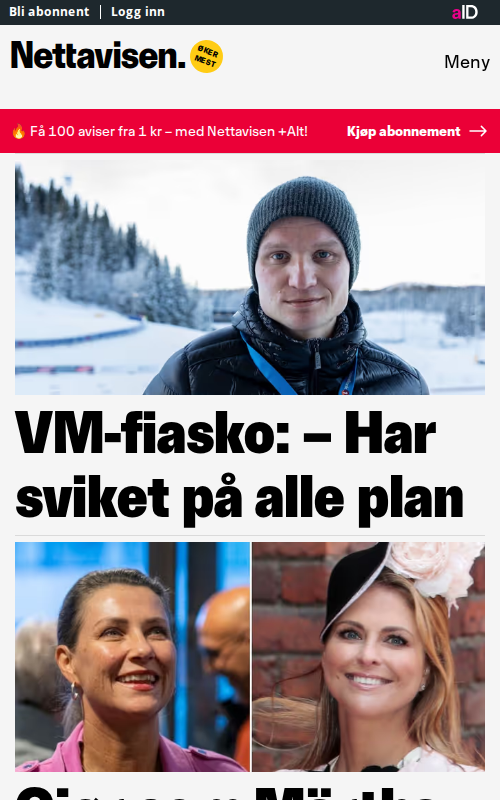 Bli abonnent | Logg inn
aID
Nettavisen.
ØKER
MEST
Meny
🔥 Få 100 aviser fra 1 kr – med Nettavisen +Alt!
Kjøp abonnement →
VM-fiasko: – Har
sviket på alle plan